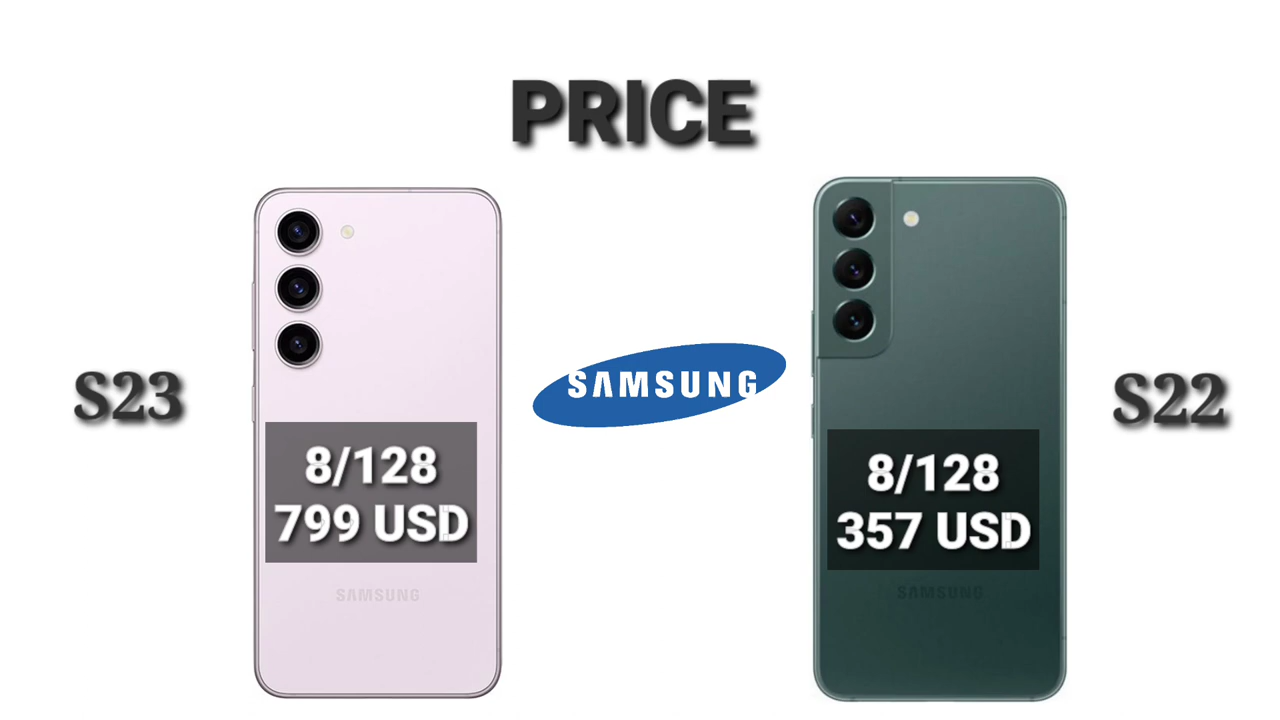 PRICE
S23
8/128
799 USD
SAMSUNG
SAMSUNG
8/128
357 USD
SAMSUNG
S22